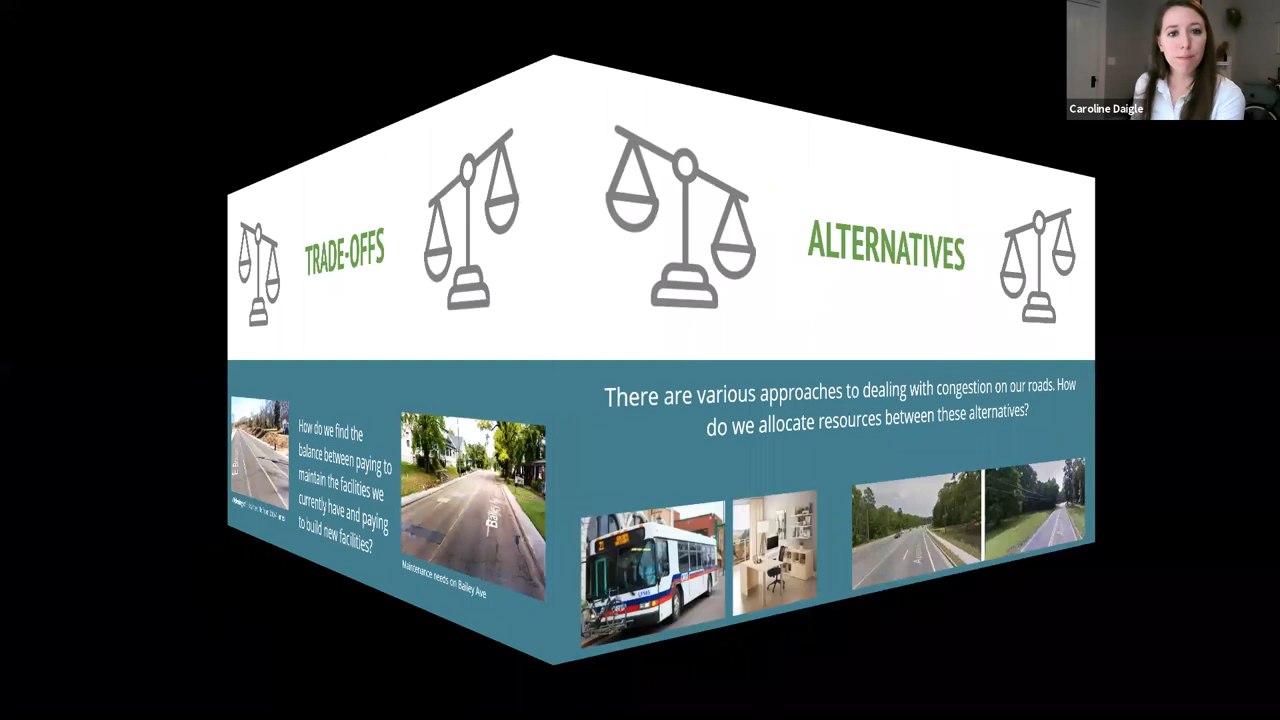 Caroline Daigle
TRADE-OFFS
ALTERNATIVES
How do we find the
balance between paying to
maintain the facilities we
currently have and paying
to build new facilities?
Maintenance needs on Bailey Ave
There are various approaches to dealing with congestion on our roads. How
do we allocate resources between these alternatives?